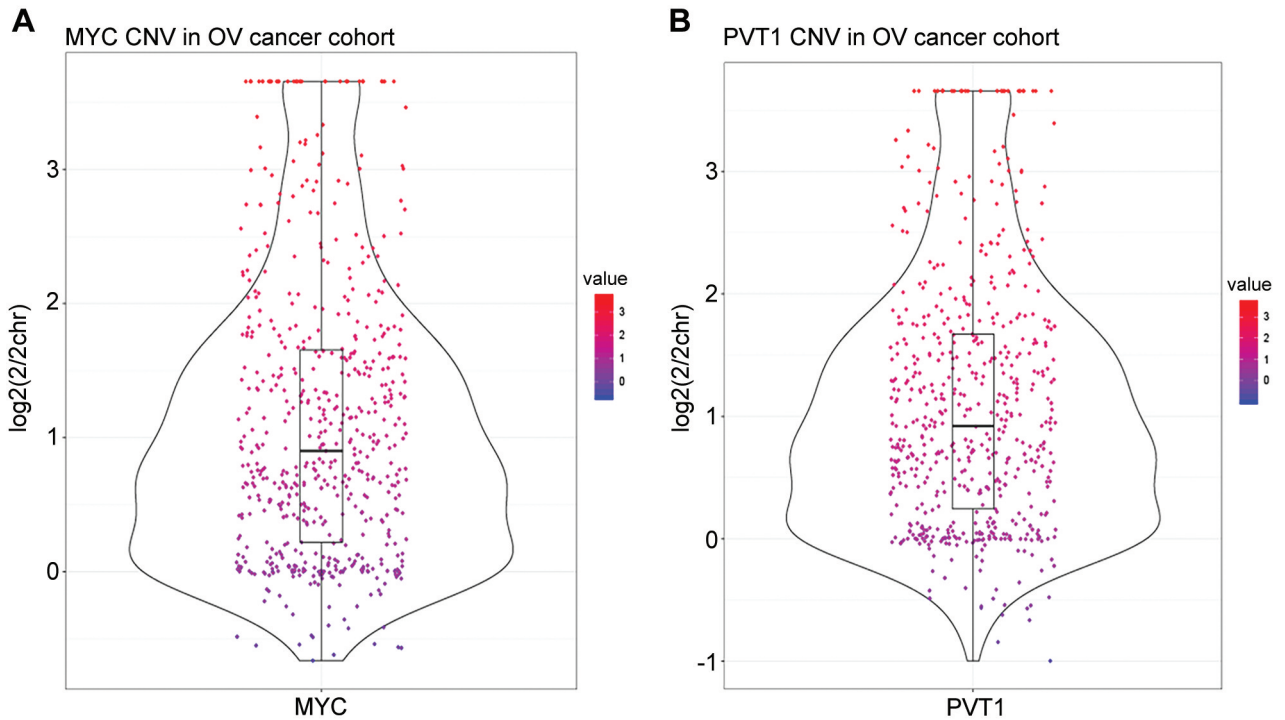 A
MYC CNV in OV cancer cohort
log2(2/2chr)
3
2
1
0
MYC
value
3
2
1
0
B
PVT1 CNV in OV cancer cohort
log2(2/2chr)
3
2
1
0
-1
PVT1
value
3
2
1
0